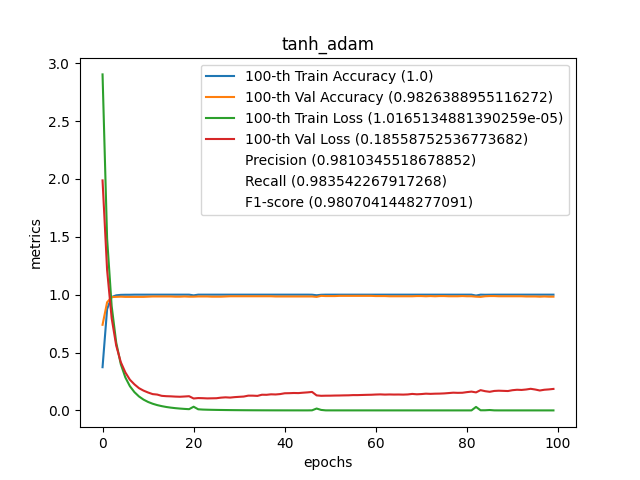 tanh_adam
3.0
2.5
2.0
1.5
1.0
0.5
0.0
metrics
100-th Train Accuracy (1.0)
100-th Val Accuracy (0.9826388955116272)
100-th Train Loss (1.0165134881390259e-05)
100-th Val Loss (0.18558752536773682)
Precision (0.9810345518678852)
Recall (0.983542267917268)
F1-score (0.9807041448277091)
0 20 40 60 80 100
epochs